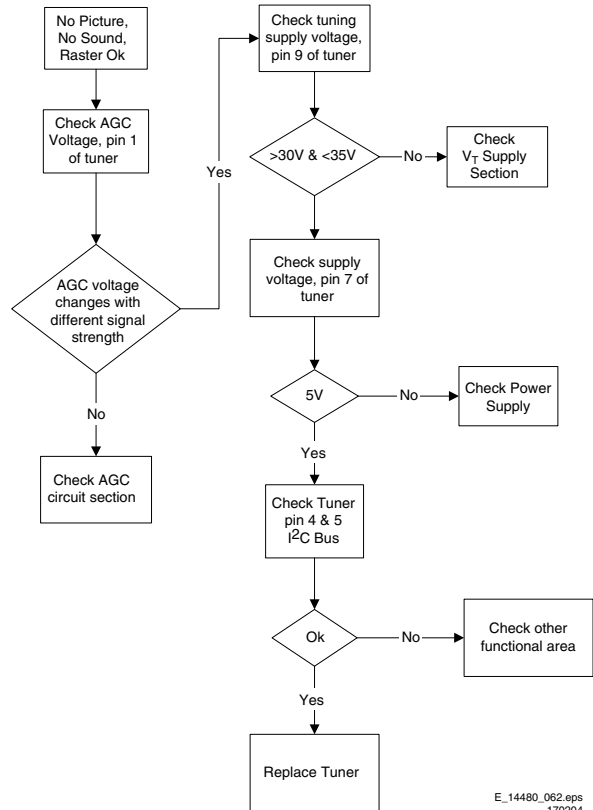 No Picture,
No Sound,
Raster Ok
Check AGC
Voltage, pin 1
of tuner
AGC voltage
changes with
different signal
strength
No
Check AGC
circuit section
Yes
Check tuning
supply voltage,
pin 9 of tuner
>30V & <35V
No
Check
VT Supply
Section
Check supply
voltage, pin 7 of
tuner
5V
No
Check Power
Supply
Yes
Check Tuner
pin 4 & 5
I2C Bus
Ok
No
Check other
functional area
Yes
Replace Tuner
E_14480_062.eps
170204